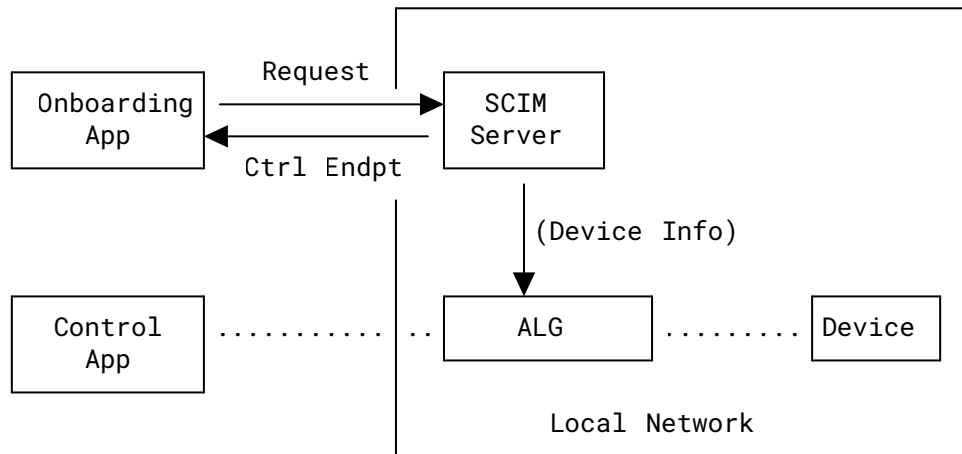 Request
Onboarding
App
SCIM
Server
Ctrl Endpt
(Device Info)
Control
App
ALG
Device
Local Network